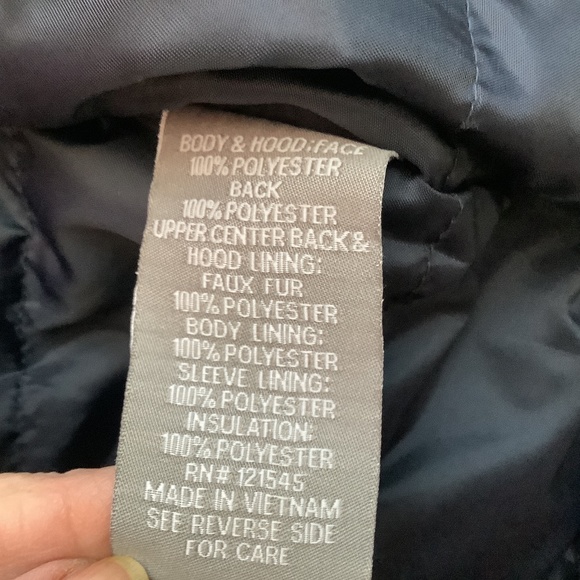 BODY & HOOD:FACE
100% POLYESTER
BACK
100% POLYESTER
UPPER CENTER BACK &
HOOD LINING:
FAUX FUR
100% POLYESTER
BODY LINING:
100% POLYESTER
SLEEVE LINING:
100% POLYESTER
INSULATION:
100% POLYESTER
RN# 121545
MADE IN VIETNAM
SEE REVERSE SIDE
FOR CARE